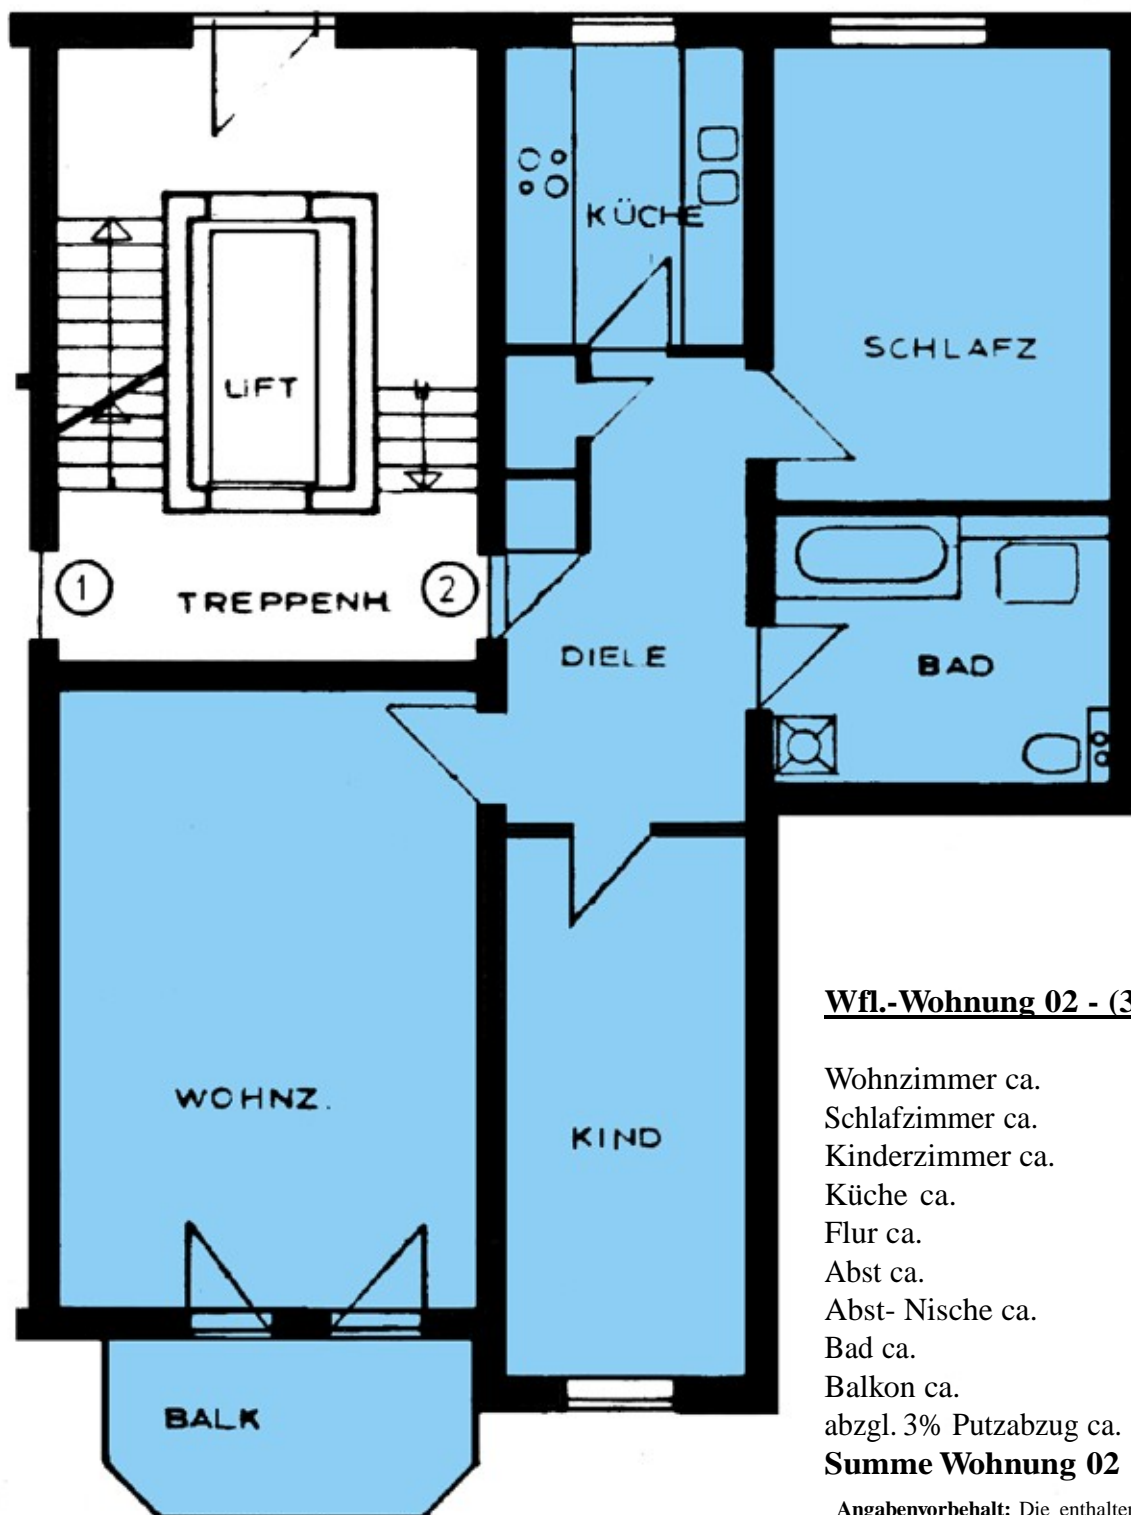 KÜCHE
SCHLAFZ
LIFT
1
2
TREPPENH
DIELE
BAD
WOHNZ.
KIND
BALK
Wfl.-Wohnung 02 - (3
Wohnzimmer ca.
Schlafzimmer ca.
Kinderzimmer ca.
Küche ca.
Flur ca.
Abst ca.
Abst- Nische ca.
Bad ca.
Balkon ca.
abzgl. 3% Putzabzug ca.
Summe Wohnung 02
Angabenvorbehalt: Die enthalten